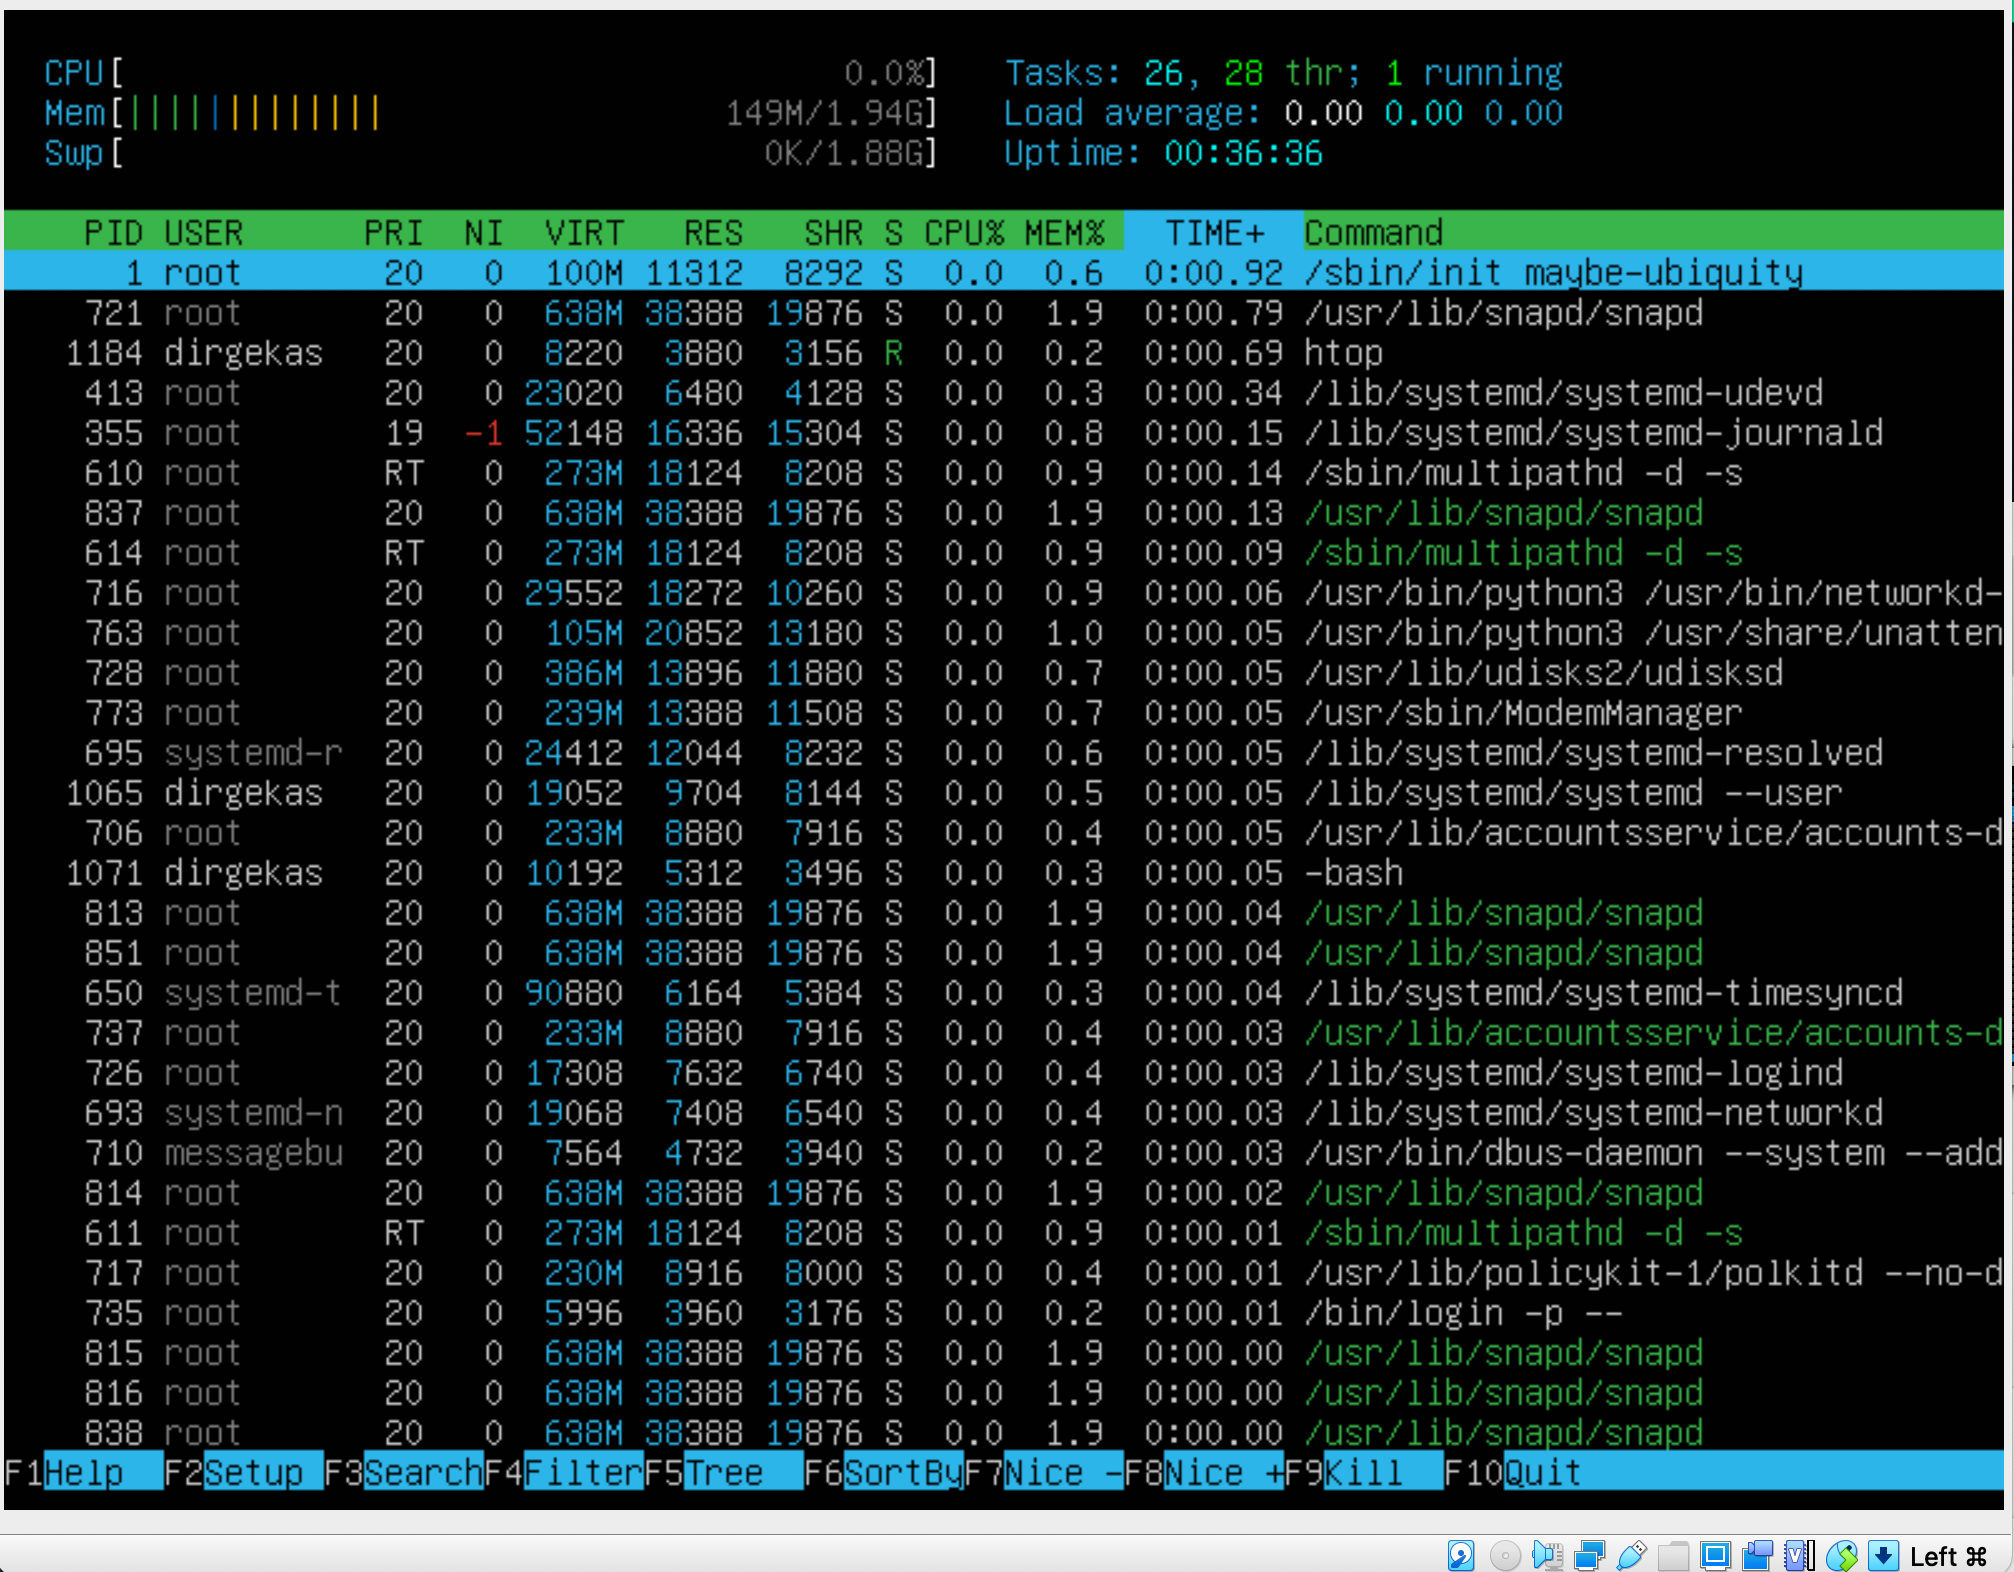 CPU[ 0.0%] Tasks: 26, 28 thr; 1 running
Mem[||||||||||||| 149M/1.94G] Load average: 0.00 0.00 0.00
Swp[ 0K/1.88G] Uptime: 00:36:36
PID USER PRI NI VIRT RES SHR S CPU% MEM% TIME+ Command
1 root 20 0 100M 11312 8292 S 0.0 0.6 0:00.92 /sbin/init maybe-ubiquity
721 root 20 0 638M 38388 19876 S 0.0 1.9 0:00.79 /usr/lib/snapd/snapd
1184 dirgekas 20 0 8220 3880 3156 R 0.0 0.2 0:00.69 htop
413 root 20 0 23020 6480 4128 S 0.0 0.3 0:00.34 /lib/systemd/systemd-udevd
355 root 19 -1 52148 16336 15304 S 0.0 0.8 0:00.15 /lib/systemd/systemd-journald
610 root RT 0 273M 18124 8208 S 0.0 0.9 0:00.14 /sbin/multipathd -d -s
837 root 20 0 638M 38388 19876 S 0.0 1.9 0:00.13 /usr/lib/snapd/snapd
614 root RT 0 273M 18124 8208 S 0.0 0.9 0:00.09 /sbin/multipathd -d -s
716 root 20 0 29552 18272 10260 S 0.0 0.9 0:00.06 /usr/bin/python3 /usr/bin/networkd-
763 root 20 0 105M 20852 13180 S 0.0 1.0 0:00.05 /usr/bin/python3 /usr/share/unatten
728 root 20 0 386M 13896 11880 S 0.0 0.7 0:00.05 /usr/lib/udisks2/udisksd
773 root 20 0 239M 13388 11508 S 0.0 0.7 0:00.05 /usr/sbin/ModemManager
695 systemd-r 20 0 24412 12044 8232 S 0.0 0.6 0:00.05 /lib/systemd/systemd-resolved
1065 dirgekas 20 0 19052 9704 8144 S 0.0 0.5 0:00.05 /lib/systemd/systemd --user
706 root 20 0 233M 8880 7916 S 0.0 0.4 0:00.05 /usr/lib/accountsservice/accounts-d
1071 dirgekas 20 0 10192 5312 3496 S 0.0 0.3 0:00.05 -bash
813 root 20 0 638M 38388 19876 S 0.0 1.9 0:00.04 /usr/lib/snapd/snapd
851 root 20 0 638M 38388 19876 S 0.0 1.9 0:00.04 /usr/lib/snapd/snapd
650 systemd-t 20 0 90880 6164 5384 S 0.0 0.3 0:00.04 /lib/systemd/systemd-timesyncd
737 root 20 0 233M 8880 7916 S 0.0 0.4 0:00.03 /usr/lib/accountsservice/accounts-d
726 root 20 0 17308 7632 6740 S 0.0 0.4 0:00.03 /lib/systemd/systemd-logind
693 systemd-n 20 0 19068 7408 6540 S 0.0 0.4 0:00.03 /lib/systemd/systemd-networkd
710 messagebu 20 0 7564 4732 3940 S 0.0 0.2 0:00.03 /usr/bin/dbus-daemon --system --add
814 root 20 0 638M 38388 19876 S 0.0 1.9 0:00.02 /usr/lib/snapd/snapd
611 root RT 0 273M 18124 8208 S 0.0 0.9 0:00.01 /sbin/multipathd -d -s
717 root 20 0 230M 8916 8000 S 0.0 0.4 0:00.01 /usr/lib/policykit-1/polkitd --no-d
735 root 20 0 5996 3960 3176 S 0.0 0.2 0:00.01 /bin/login -p --
815 root 20 0 638M 38388 19876 S 0.0 1.9 0:00.00 /usr/lib/snapd/snapd
816 root 20 0 638M 38388 19876 S 0.0 1.9 0:00.00 /usr/lib/snapd/snapd
838 root 20 0 638M 38388 19876 S 0.0 1.9 0:00.00 /usr/lib/snapd/snapd
F1Help F2Setup F3SearchF4FilterF5Tree F6SortByF7Nice -F8Nice +F9Kill F10Quit
Left ⌘